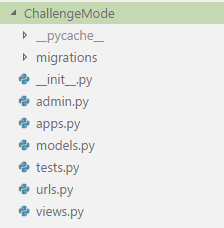 ChallengeMode
__pycache__
migrations
__init__.py
admin.py
apps.py
models.py
tests.py
urls.py
views.py